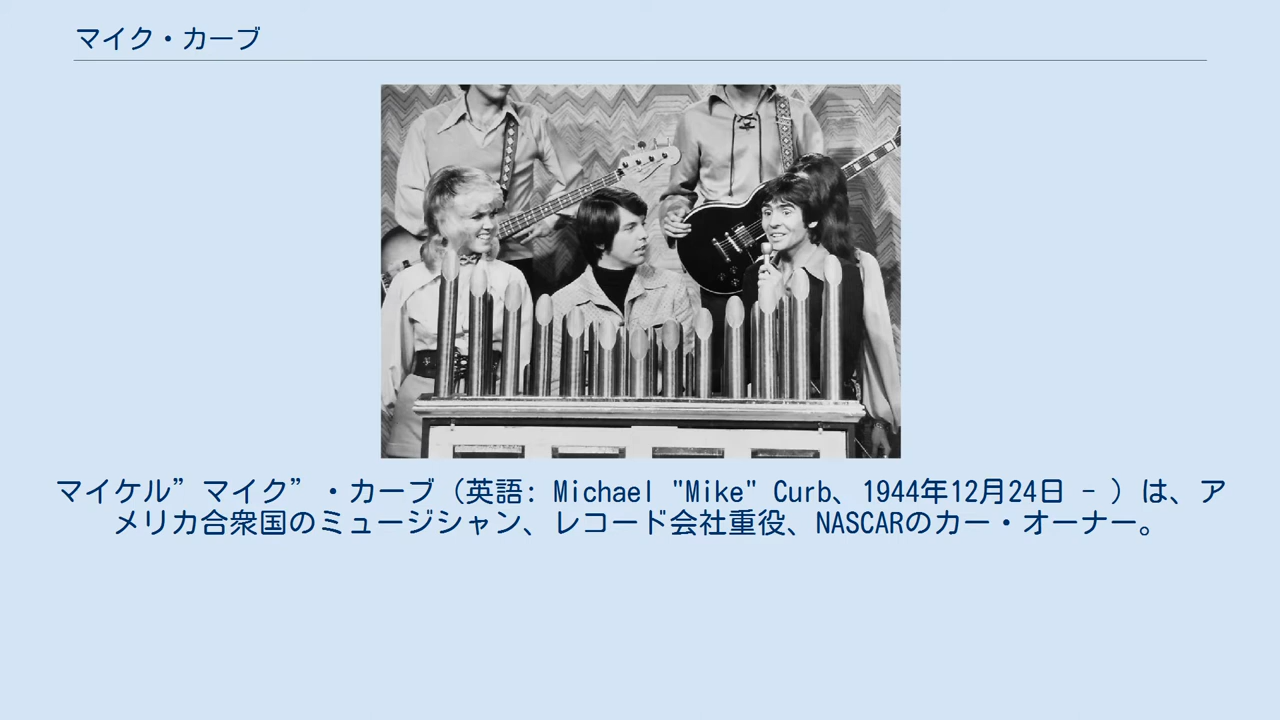 マイク・カーブ
マイケル”マイク”・カーブ（英語: Michael "Mike" Curb、1944年12月24日 - ）は、ア
メリカ合衆国のミュージシャン、レコード会社重役、NASCARのカー・オーナー。